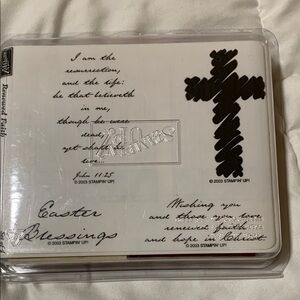 Renewed Faith
I am the
resurrection,
and the life:
he that believeth
in me,
though he were
dead,
yet shall he
live...
John 11:25
© 2003 STAMPIN' UP!
© 2003 STAMPIN' UP!
Easter
Blessings
© 2003 STAMPIN' UP!
Wishing you
and those you love
renewed faith
and hope in Christ.
© 2003 STAMPIN' UP!